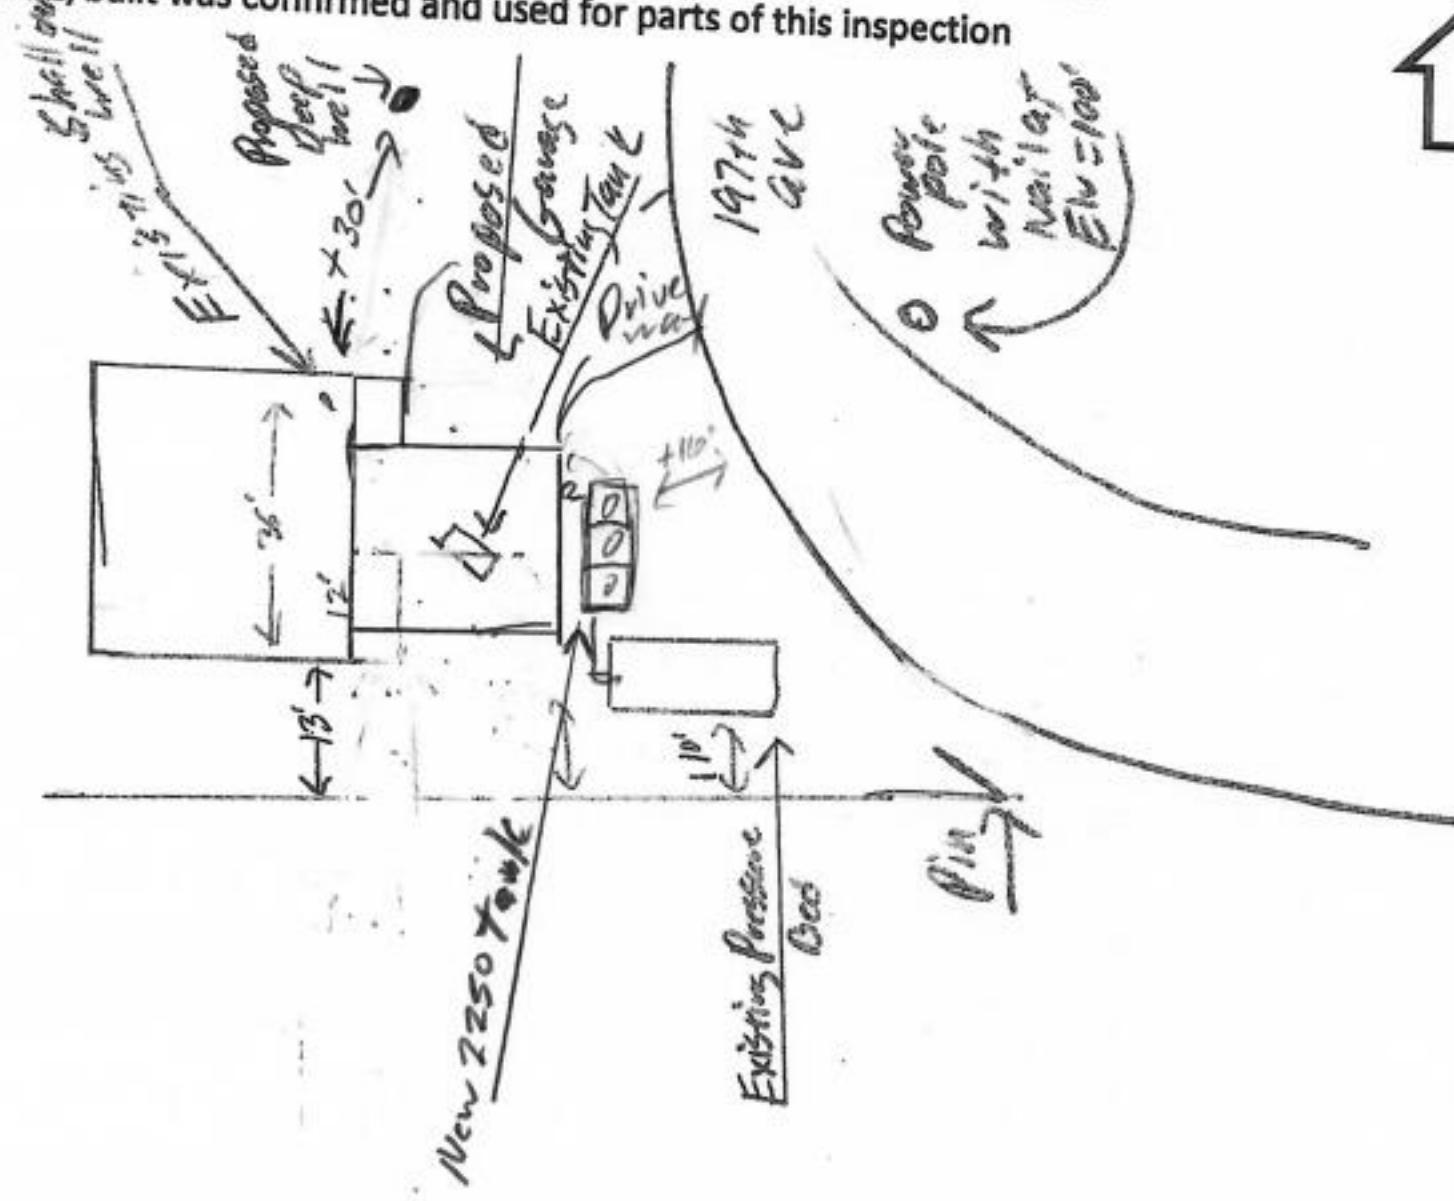 built was confirmed and used for parts of this inspection
Existing
Shallow
well
Proposed
Deep
well
+30'
Proposed
Garage
Existing Tank
Driveway
197th
ave
Power
pole
with
Nail at
Elv = 100'
36'
12'
13'
+10'
10'
New 2250 tank
Existing Pressure
Bed
Pin